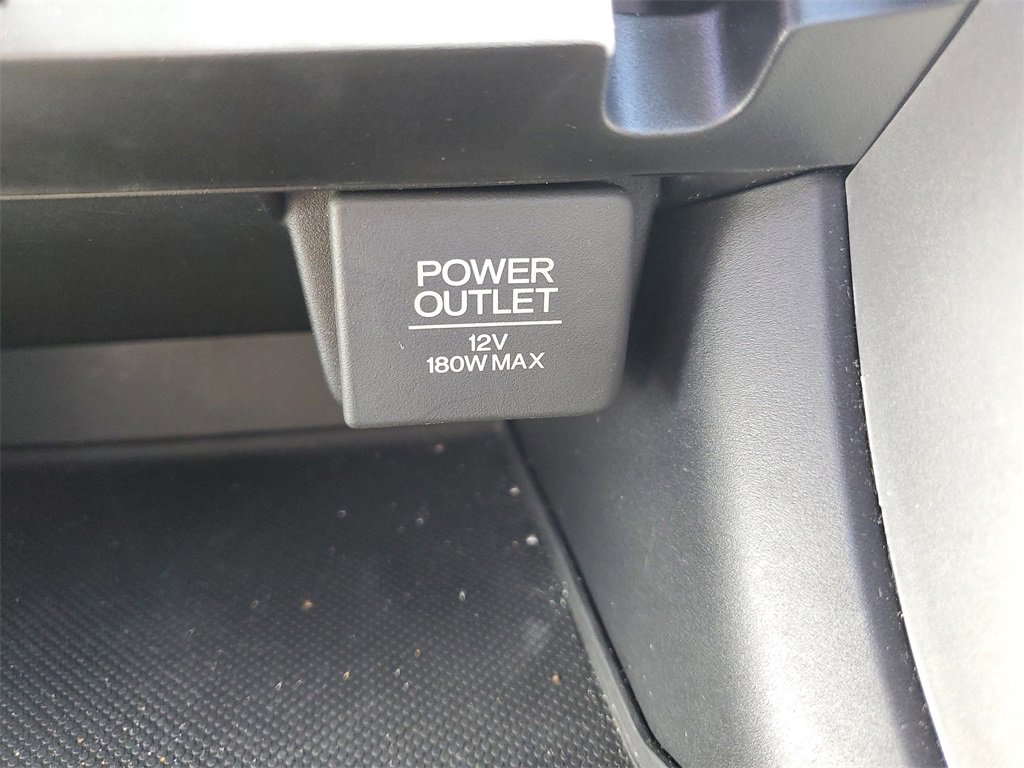 POWER
OUTLET
12V
180W MAX